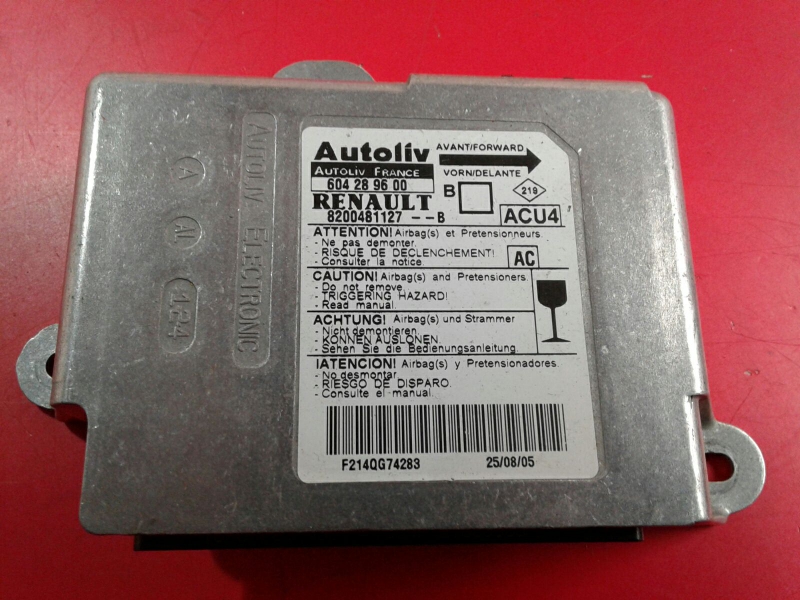 AUTOLIV ELECTRONIC
A
Al
124
Autoliv
AVANT/FORWARD
AUTOLIV FRANCE
VORN/DELANTE
604 28 96 00
B
219
RENAULT
8200481127 --B
ACU4
ATTENTION! Airbag(s) et Pretensionneurs.
- Ne pas demonter.
- RISQUE DE DECLENCHEMENT!
- Consulter la notice.
AC
CAUTION! Airbag(s) and Pretensioners.
- Do not remove.
- TRIGGERING HAZARD!
- Read manual.
ACHTUNG! Airbag(s) und Strammer
- Nicht demontieren.
- KONNEN AUSLONEN.
- Sehen Sie die Bedienungsanleitung.
¡ATENCION! Airbag(s) y Pretensionadores.
- No desmontar.
- RIESGO DE DISPARO.
- Consulte el manual.
F214QG74283 25/08/05